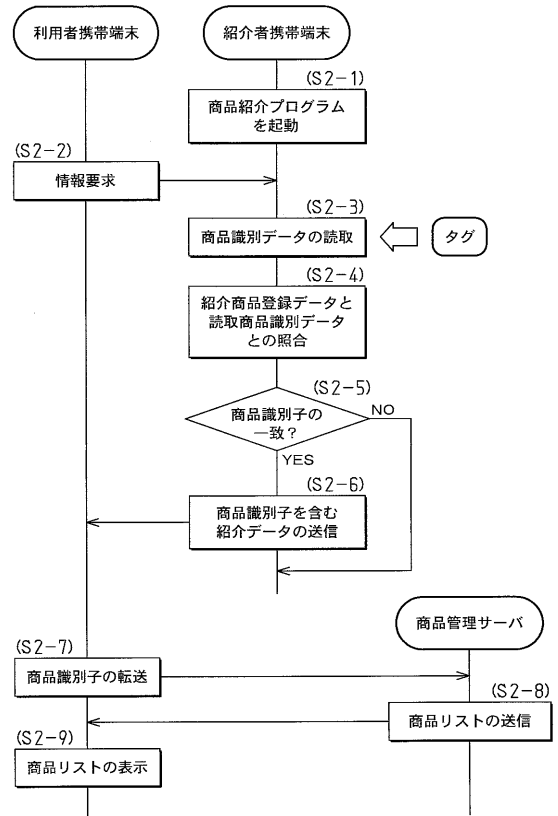 利用者携帯端末
紹介者携帯端末
(S2-1)
商品紹介プログラム
を起動
(S2-2)
情報要求
(S2-3)
商品識別データの読取
タグ
(S2-4)
紹介商品登録データと
読取商品識別データ
との照合
(S2-5)
商品識別子の
一致？
NO
YES
(S2-6)
商品識別子を含む
紹介データの送信
商品管理サーバ
(S2-7)
商品識別子の転送
(S2-8)
商品リストの送信
(S2-9)
商品リストの表示